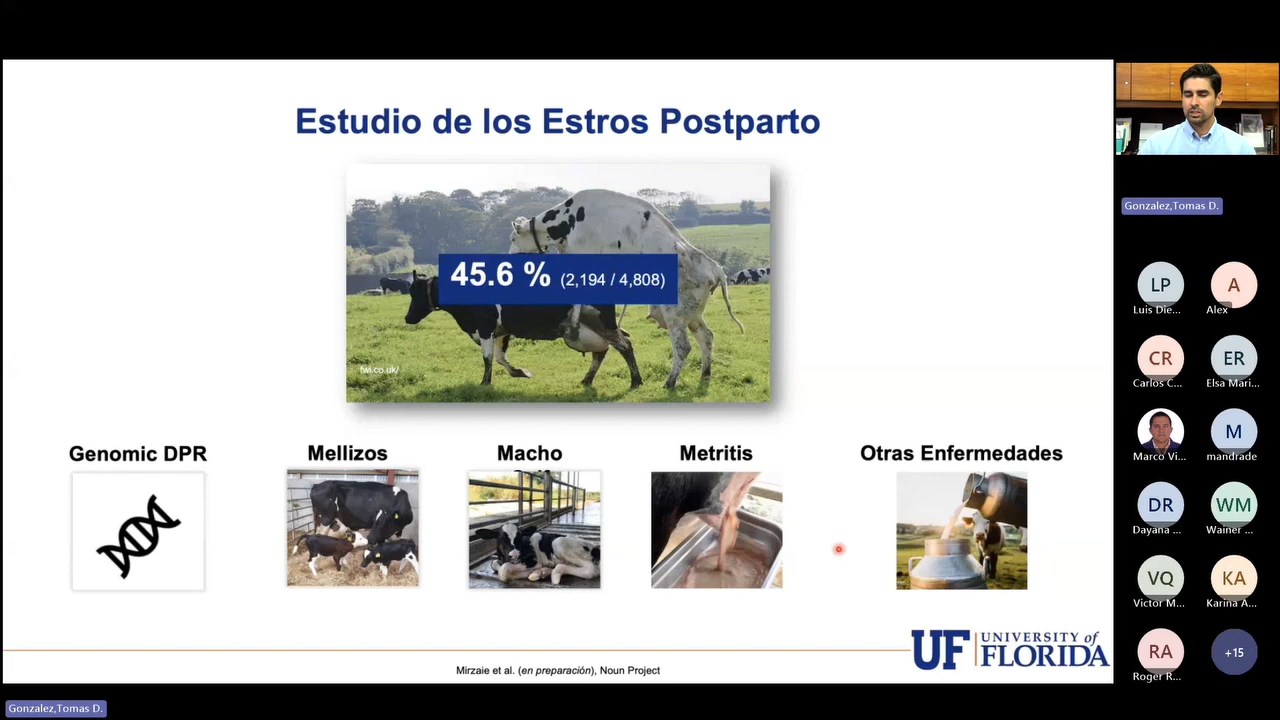 Estudio de los Estros Postparto
45.6 % (2,194 / 4,808)
fwi.co.uk/
Genomic DPR
Mellizos
Macho
Metritis
Otras Enfermedades
UF UNIVERSITY of FLORIDA
Mirzaie et al. (en preparación), Noun Project
Gonzalez,Tomas D.
Gonzalez,Tomas D.
LP
A
Luis Die...
Alex
CR
ER
Carlos C...
Elsa Mari...
M
Marco Vi...
mandrade
DR
WM
Dayana ...
Wainer ...
VQ
KA
Victor M...
Karina A...
RA
+15
Roger R...